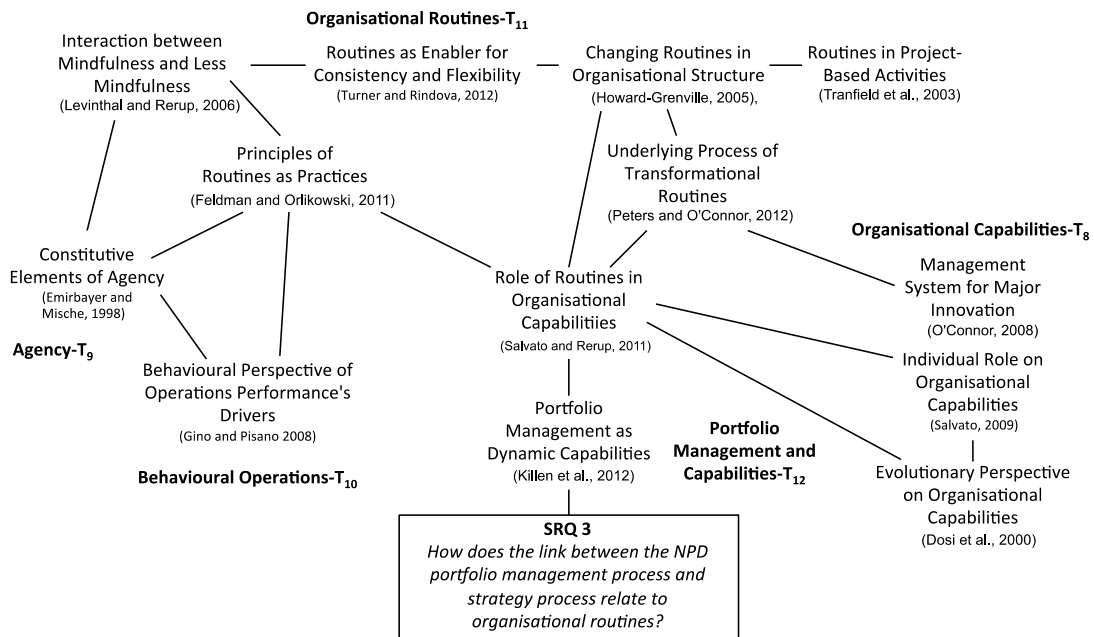 Organisational Routines-T11
Interaction between
Mindfulness and Less
Mindfulness
(Levinthal and Rerup, 2006)
Routines as Enabler for
Consistency and Flexibility
(Turner and Rindova, 2012)
Changing Routines in
Organisational Structure
(Howard-Grenville, 2005),
Routines in Project-
Based Activities
(Tranfield et al., 2003)
Principles of
Routines as Practices
(Feldman and Orlikowski, 2011)
Underlying Process of
Transformational
Routines
(Peters and O'Connor, 2012)
Organisational Capabilities-T8
Constitutive
Elements of Agency
(Emirbayer and
Mische, 1998)
Agency-T9
Role of Routines in
Organisational
Capabilities
(Salvato and Rerup, 2011)
Management
System for Major
Innovation
(O'Connor, 2008)
Behavioural Perspective of
Operations Performance's
Drivers
(Gino and Pisano 2008)
Behavioural Operations-T10
Individual Role on
Organisational
Capabilities
(Salvato, 2009)
Portfolio
Management as
Dynamic Capabilities
(Killen et al., 2012)
Portfolio
Management and
Capabilities-T12
Evolutionary Perspective
on Organisational
Capabilities
(Dosi et al., 2000)
SRQ 3
How does the link between the NPD
portfolio management process and
strategy process relate to
organisational routines?